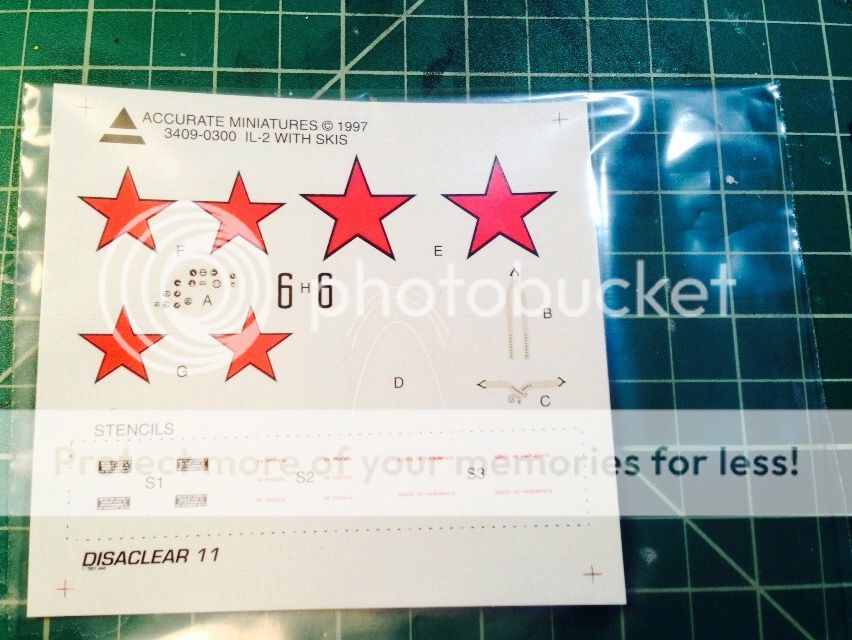 ACCURATE MINIATURES © 1997
3409-0300 IL-2 WITH SKIS
F
E
A
6 H 6
photobucket
B
G
D
C
STENCILS
Protect more of your memories for less!
S1
S2
S3
DISACLEAR 11